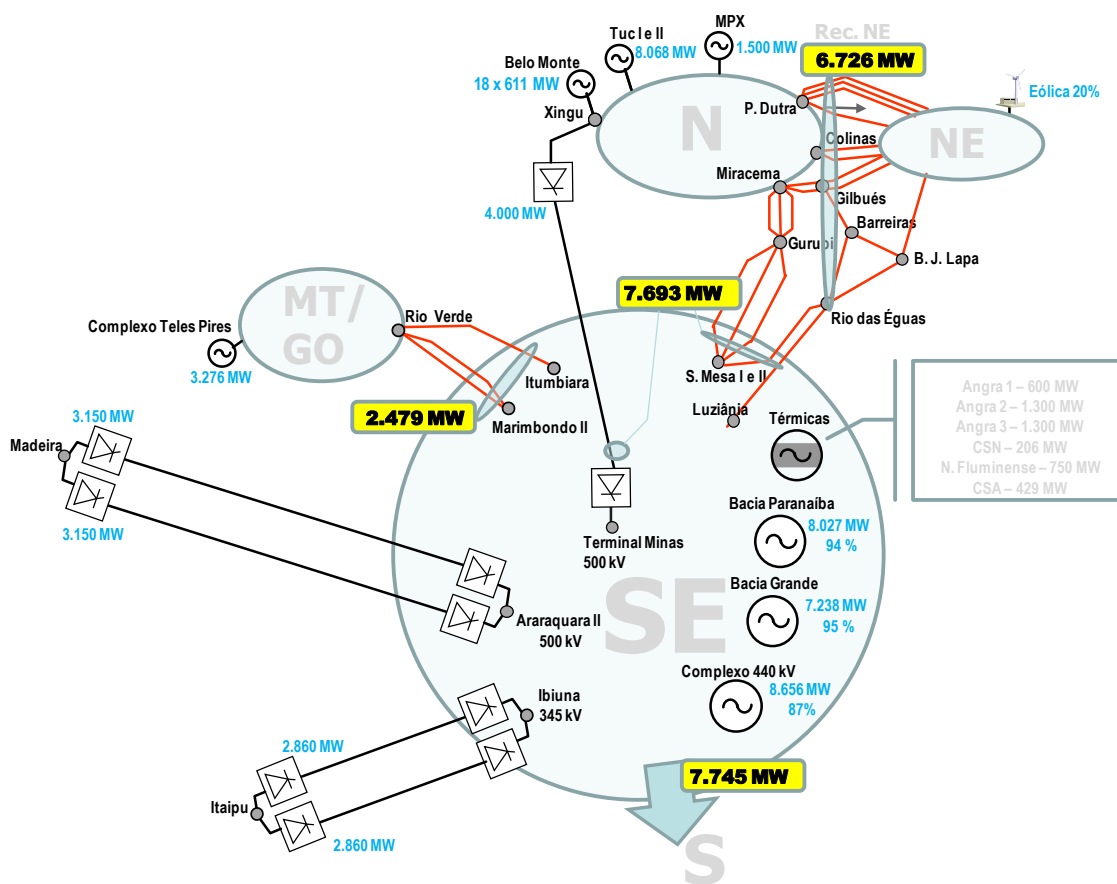 MPX
1.500 MW
Tuc I e II
8.068 MW
Rec. NE
6.726 MW
Belo Monte
18 x 611 MW
Xingu
N
P. Dutra
Eólica 20%
NE
Colinas
Miracema
Gilbués
4.000 MW
Barreiras
Gurupi
B. J. Lapa
7.693 MW
MT/
GO
Rio Verde
Rio das Éguas
Complexo Teles Pires
3.276 MW
Itumbiara
S. Mesa I e II
2.479 MW
Marimbondo II
Luziânia
Térmicas
Angra 1 – 600 MW
Angra 2 – 1.300 MW
Angra 3 – 1.300 MW
CSN – 206 MW
N. Fluminense – 750 MW
CSA – 429 MW
3.150 MW
Madeira
3.150 MW
Terminal Minas
500 kV
Bacia Paranaíba
8.027 MW
94 %
Bacia Grande
7.238 MW
95 %
SE
Araraquara II
500 kV
Complexo 440 kV
8.656 MW
87%
Ibiuna
345 kV
2.860 MW
Itaipu
2.860 MW
7.745 MW
S